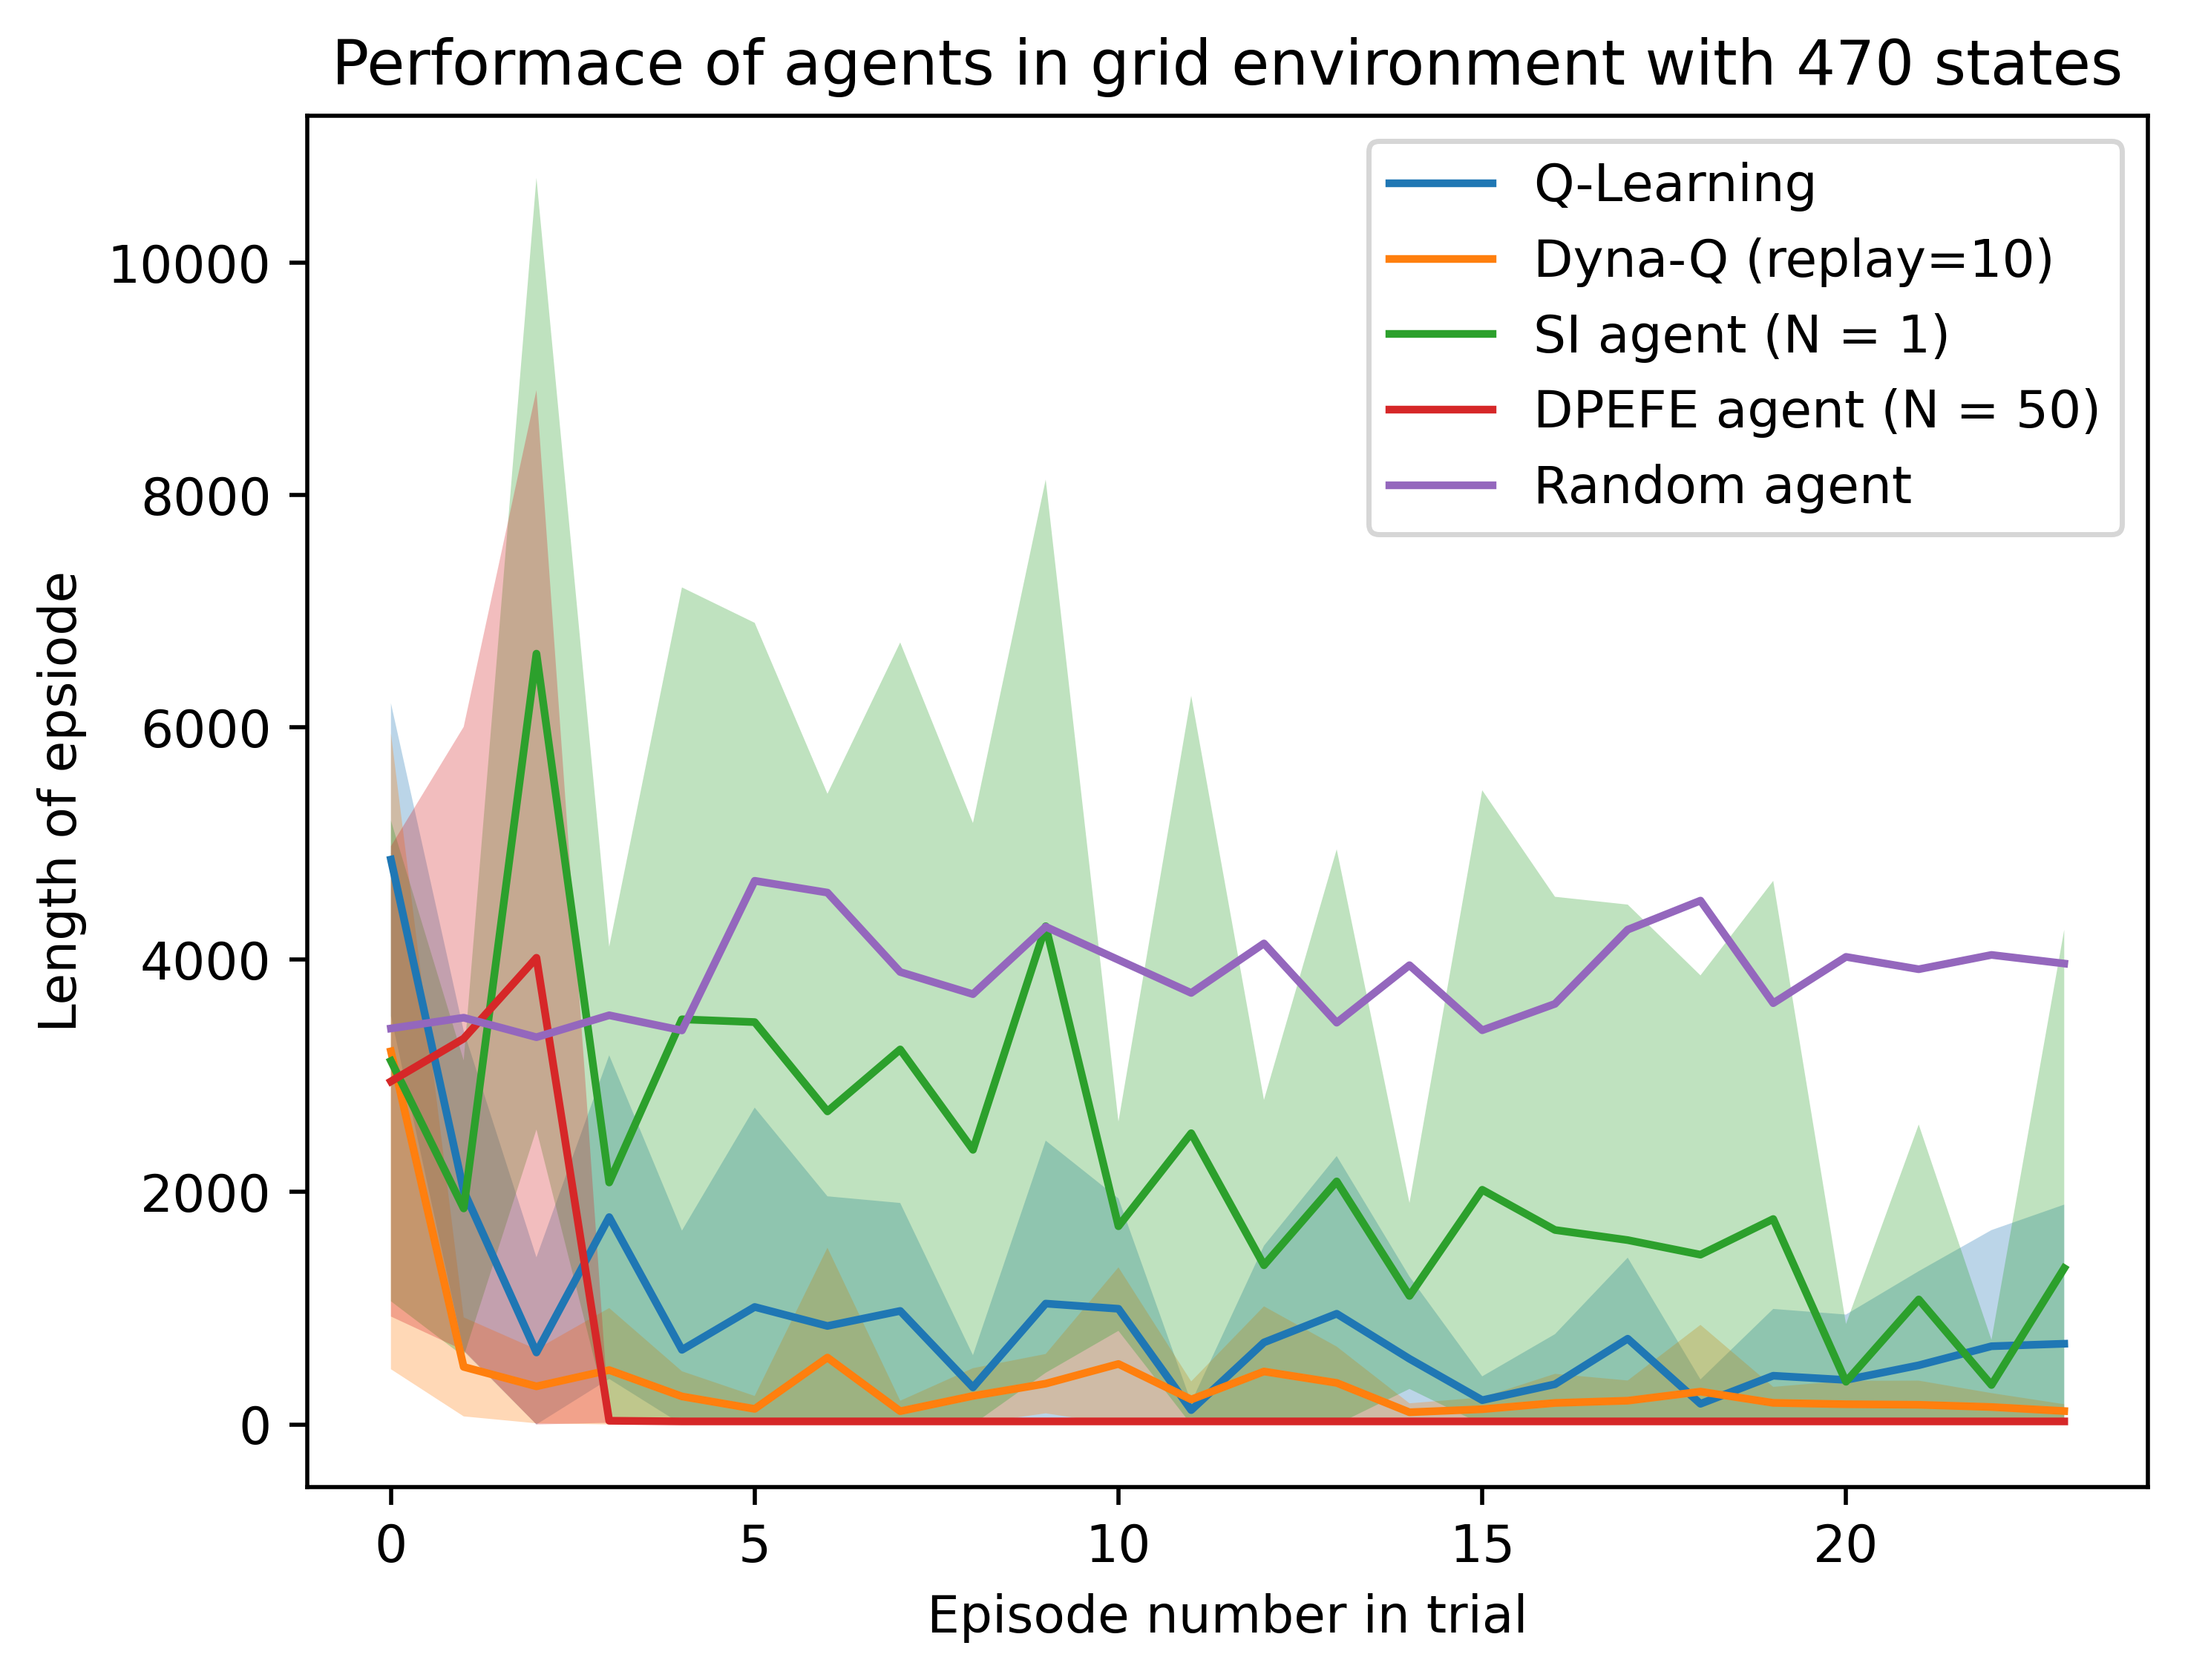 Performace of agents in grid environment with 470 states
Q-Learning
Dyna-Q (replay=10)
SI agent (N = 1)
DPEFE agent (N = 50)
Random agent
Length of epsiode
10000
8000
6000
4000
2000
0
0 5 10 15 20
Episode number in trial